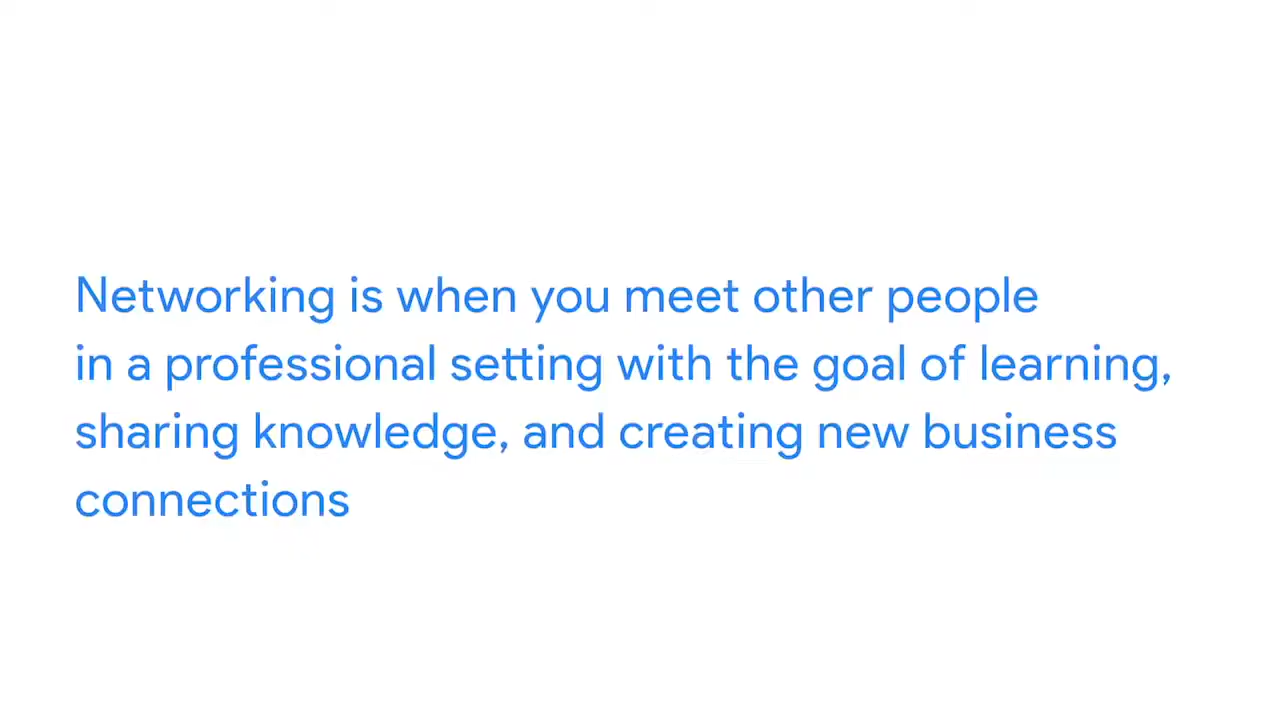 Networking is when you meet other people
in a professional setting with the goal of learning,
sharing knowledge, and creating new business
connections